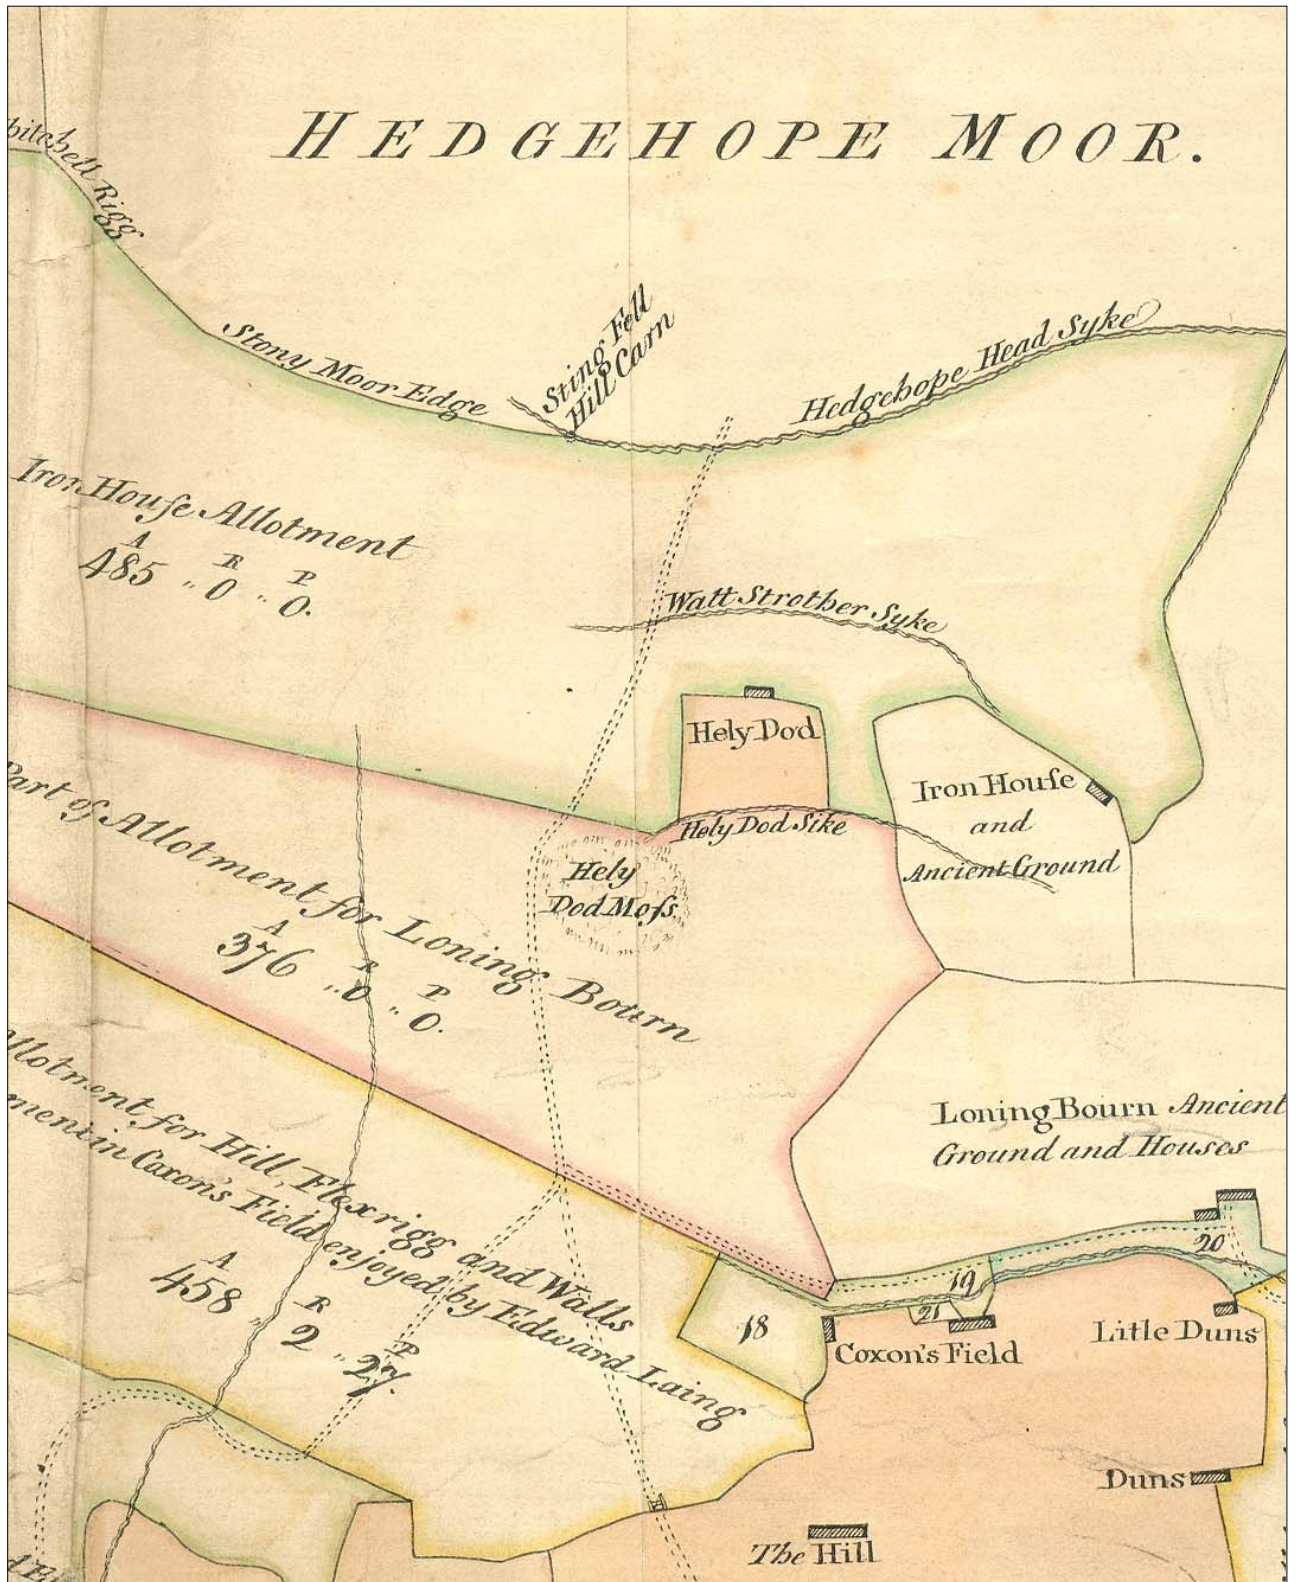 HEDGEHOPE MOOR.
Rigg
Stony Moor Edge
Sting Fell
Hill Carn
Hedgehope Head Syke
Iron Houſe Allotment
A R P
485 " 0 " 0.
Watt Strother Syke
Hely Dod
Iron Houſe
and
Ancient Ground
Hely Dod Sike
Hely
Dod Moſs
Part of Allotment for Loning Bourn
A R P
376 " 0 " 0.
Loning Bourn Ancient
Ground and Houses
Allotment for Hill, Flexrigg and Walls
in Coxon's Field enjoyed by Edward Laing
A R P
458 " 2 " 27.
18
19
20
21
Coxon's Field
Litle Duns
Duns
The Hill